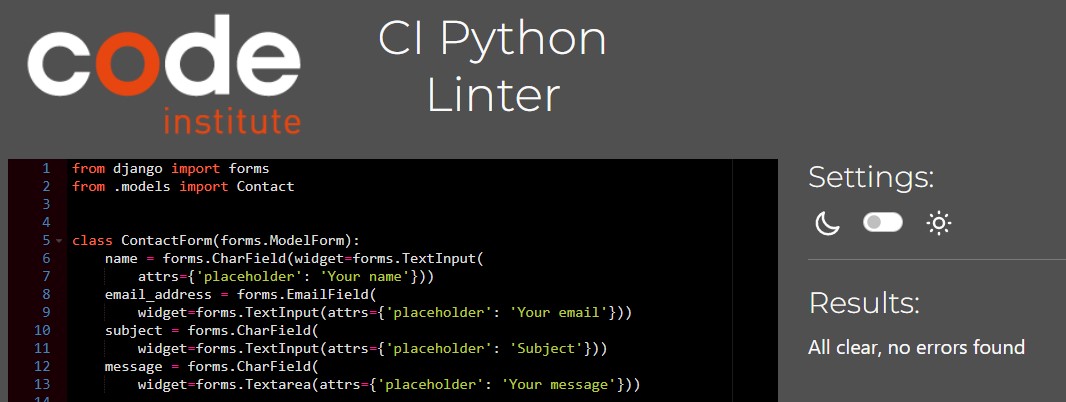 code
institute
CI Python
Linter
1 from django import forms
2 from .models import Contact
3
4
5 class ContactForm(forms.ModelForm):
6     name = forms.CharField(widget=forms.TextInput(
7         attrs={'placeholder': 'Your name'}))
8     email_address = forms.EmailField(
9         widget=forms.TextInput(attrs={'placeholder': 'Your email'}))
10     subject = forms.CharField(
11         widget=forms.TextInput(attrs={'placeholder': 'Subject'}))
12     message = forms.CharField(
13         widget=forms.Textarea(attrs={'placeholder': 'Your message'}))
14
Settings:
Results:
All clear, no errors found